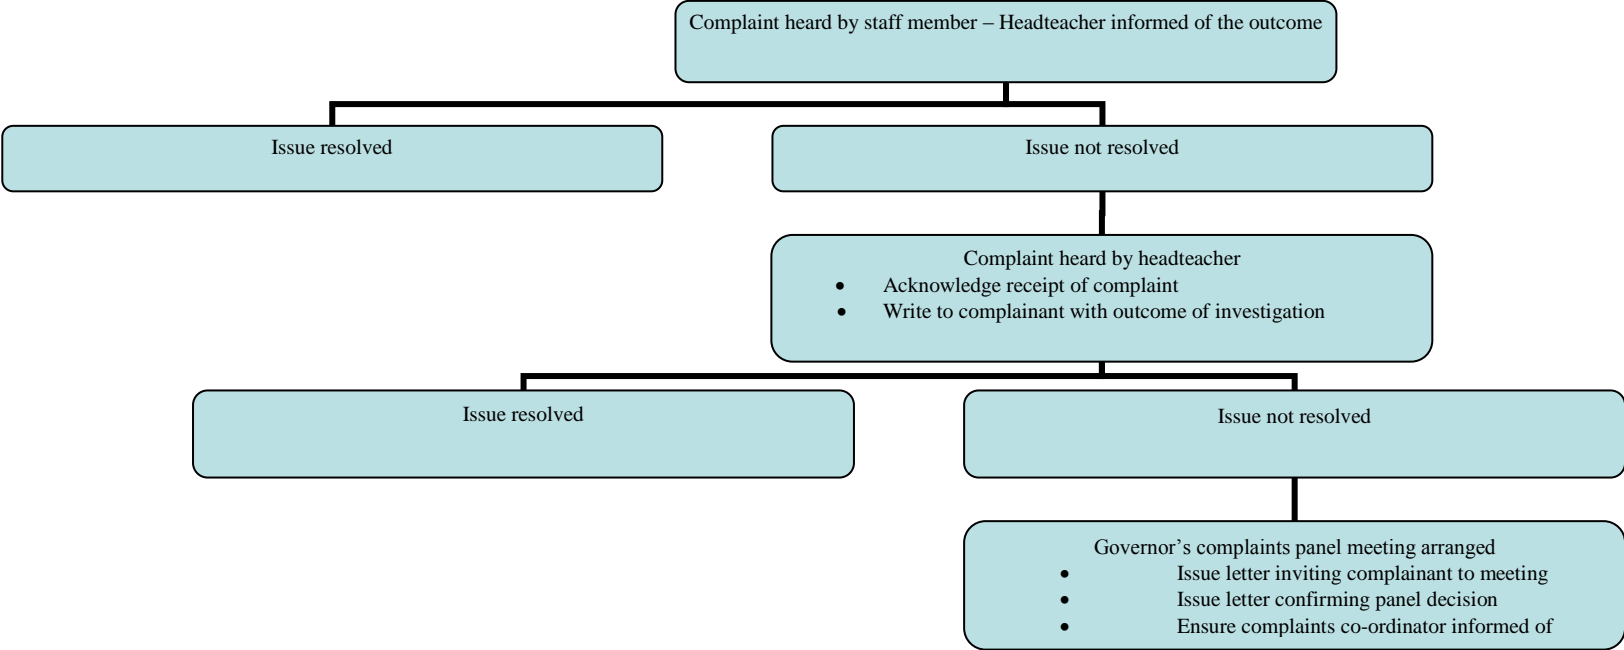 Complaint heard by staff member – Headteacher informed of the outcome
Issue resolved
Issue not resolved
Complaint heard by headteacher
• Acknowledge receipt of complaint
• Write to complainant with outcome of investigation
Issue resolved
Issue not resolved
Governor’s complaints panel meeting arranged
• Issue letter inviting complainant to meeting
• Issue letter confirming panel decision
• Ensure complaints co-ordinator informed of